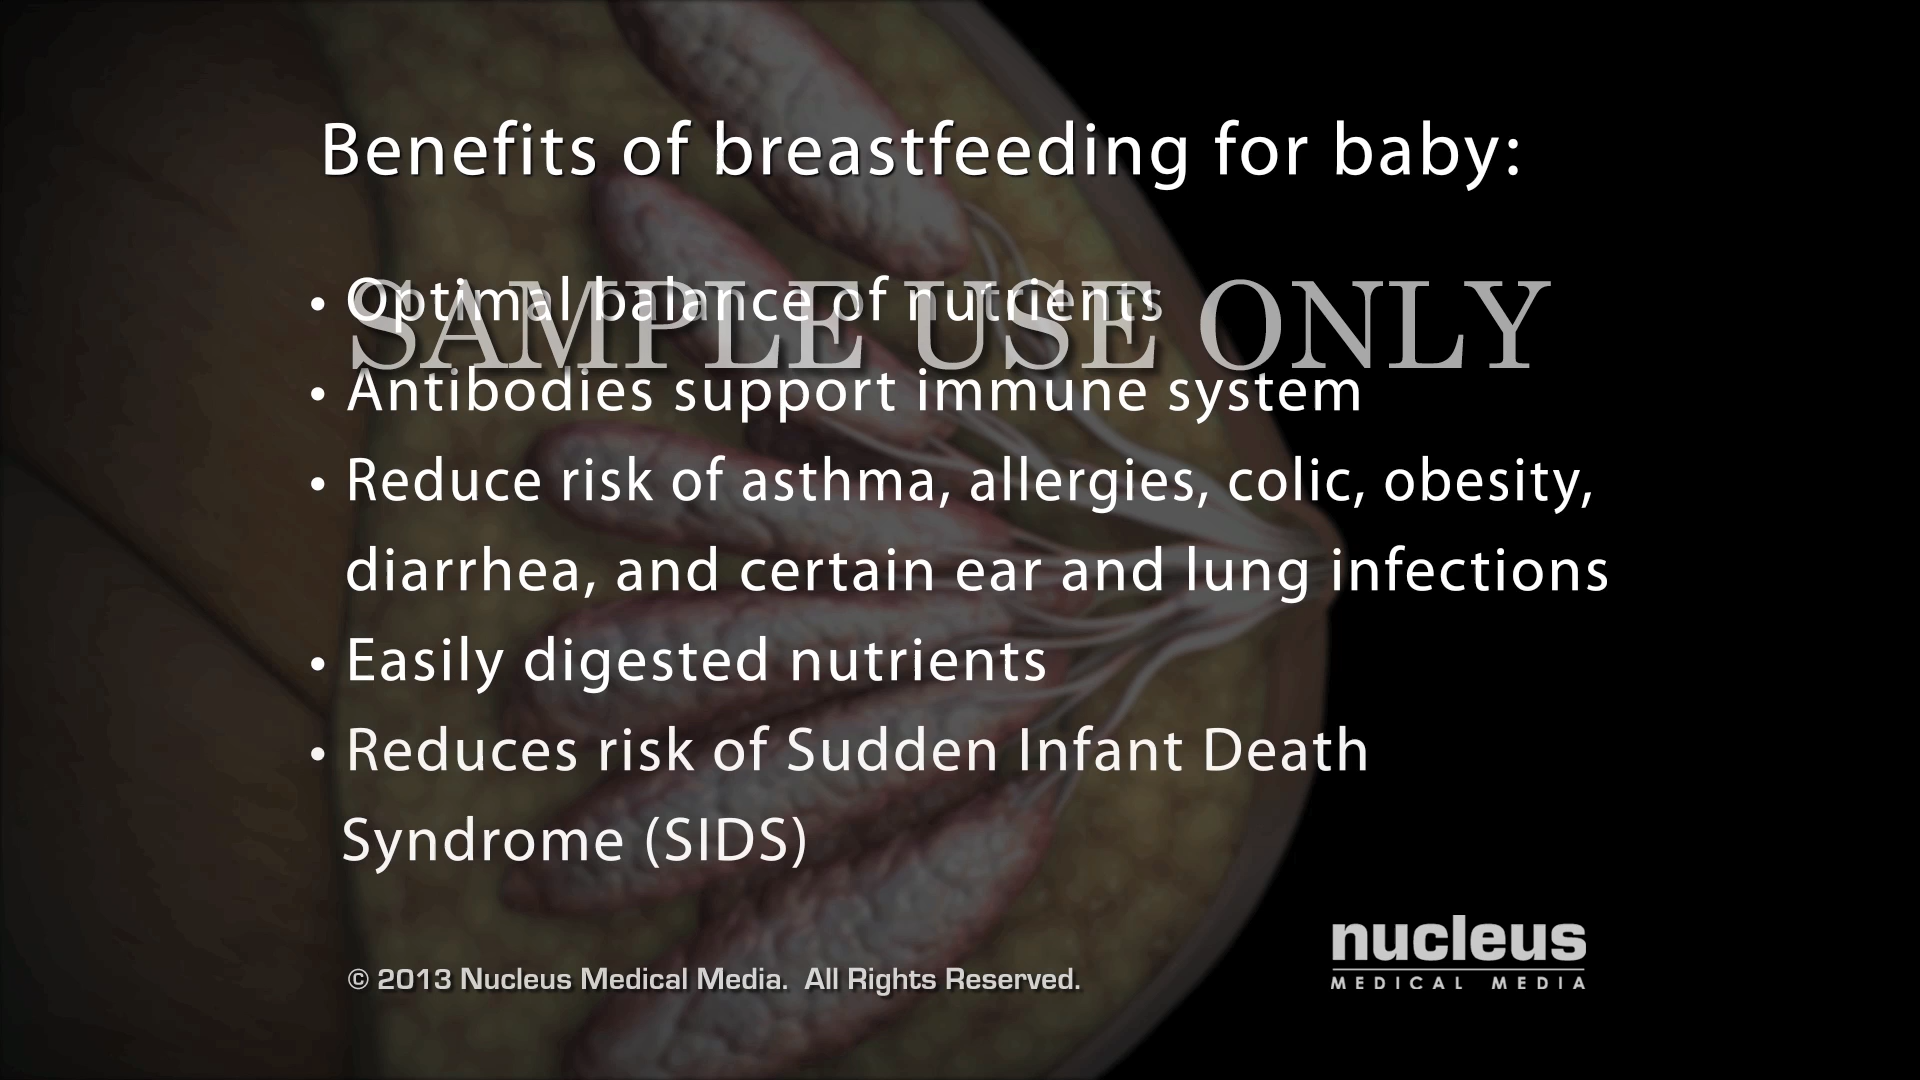 Benefits of breastfeeding for baby:
• Optimal balance of nutrients
SAMPLE USE ONLY
• Antibodies support immune system
• Reduce risk of asthma, allergies, colic, obesity,
diarrhea, and certain ear and lung infections
• Easily digested nutrients
• Reduces risk of Sudden Infant Death
Syndrome (SIDS)
© 2013 Nucleus Medical Media. All Rights Reserved.
nucleus
MEDICAL MEDIA